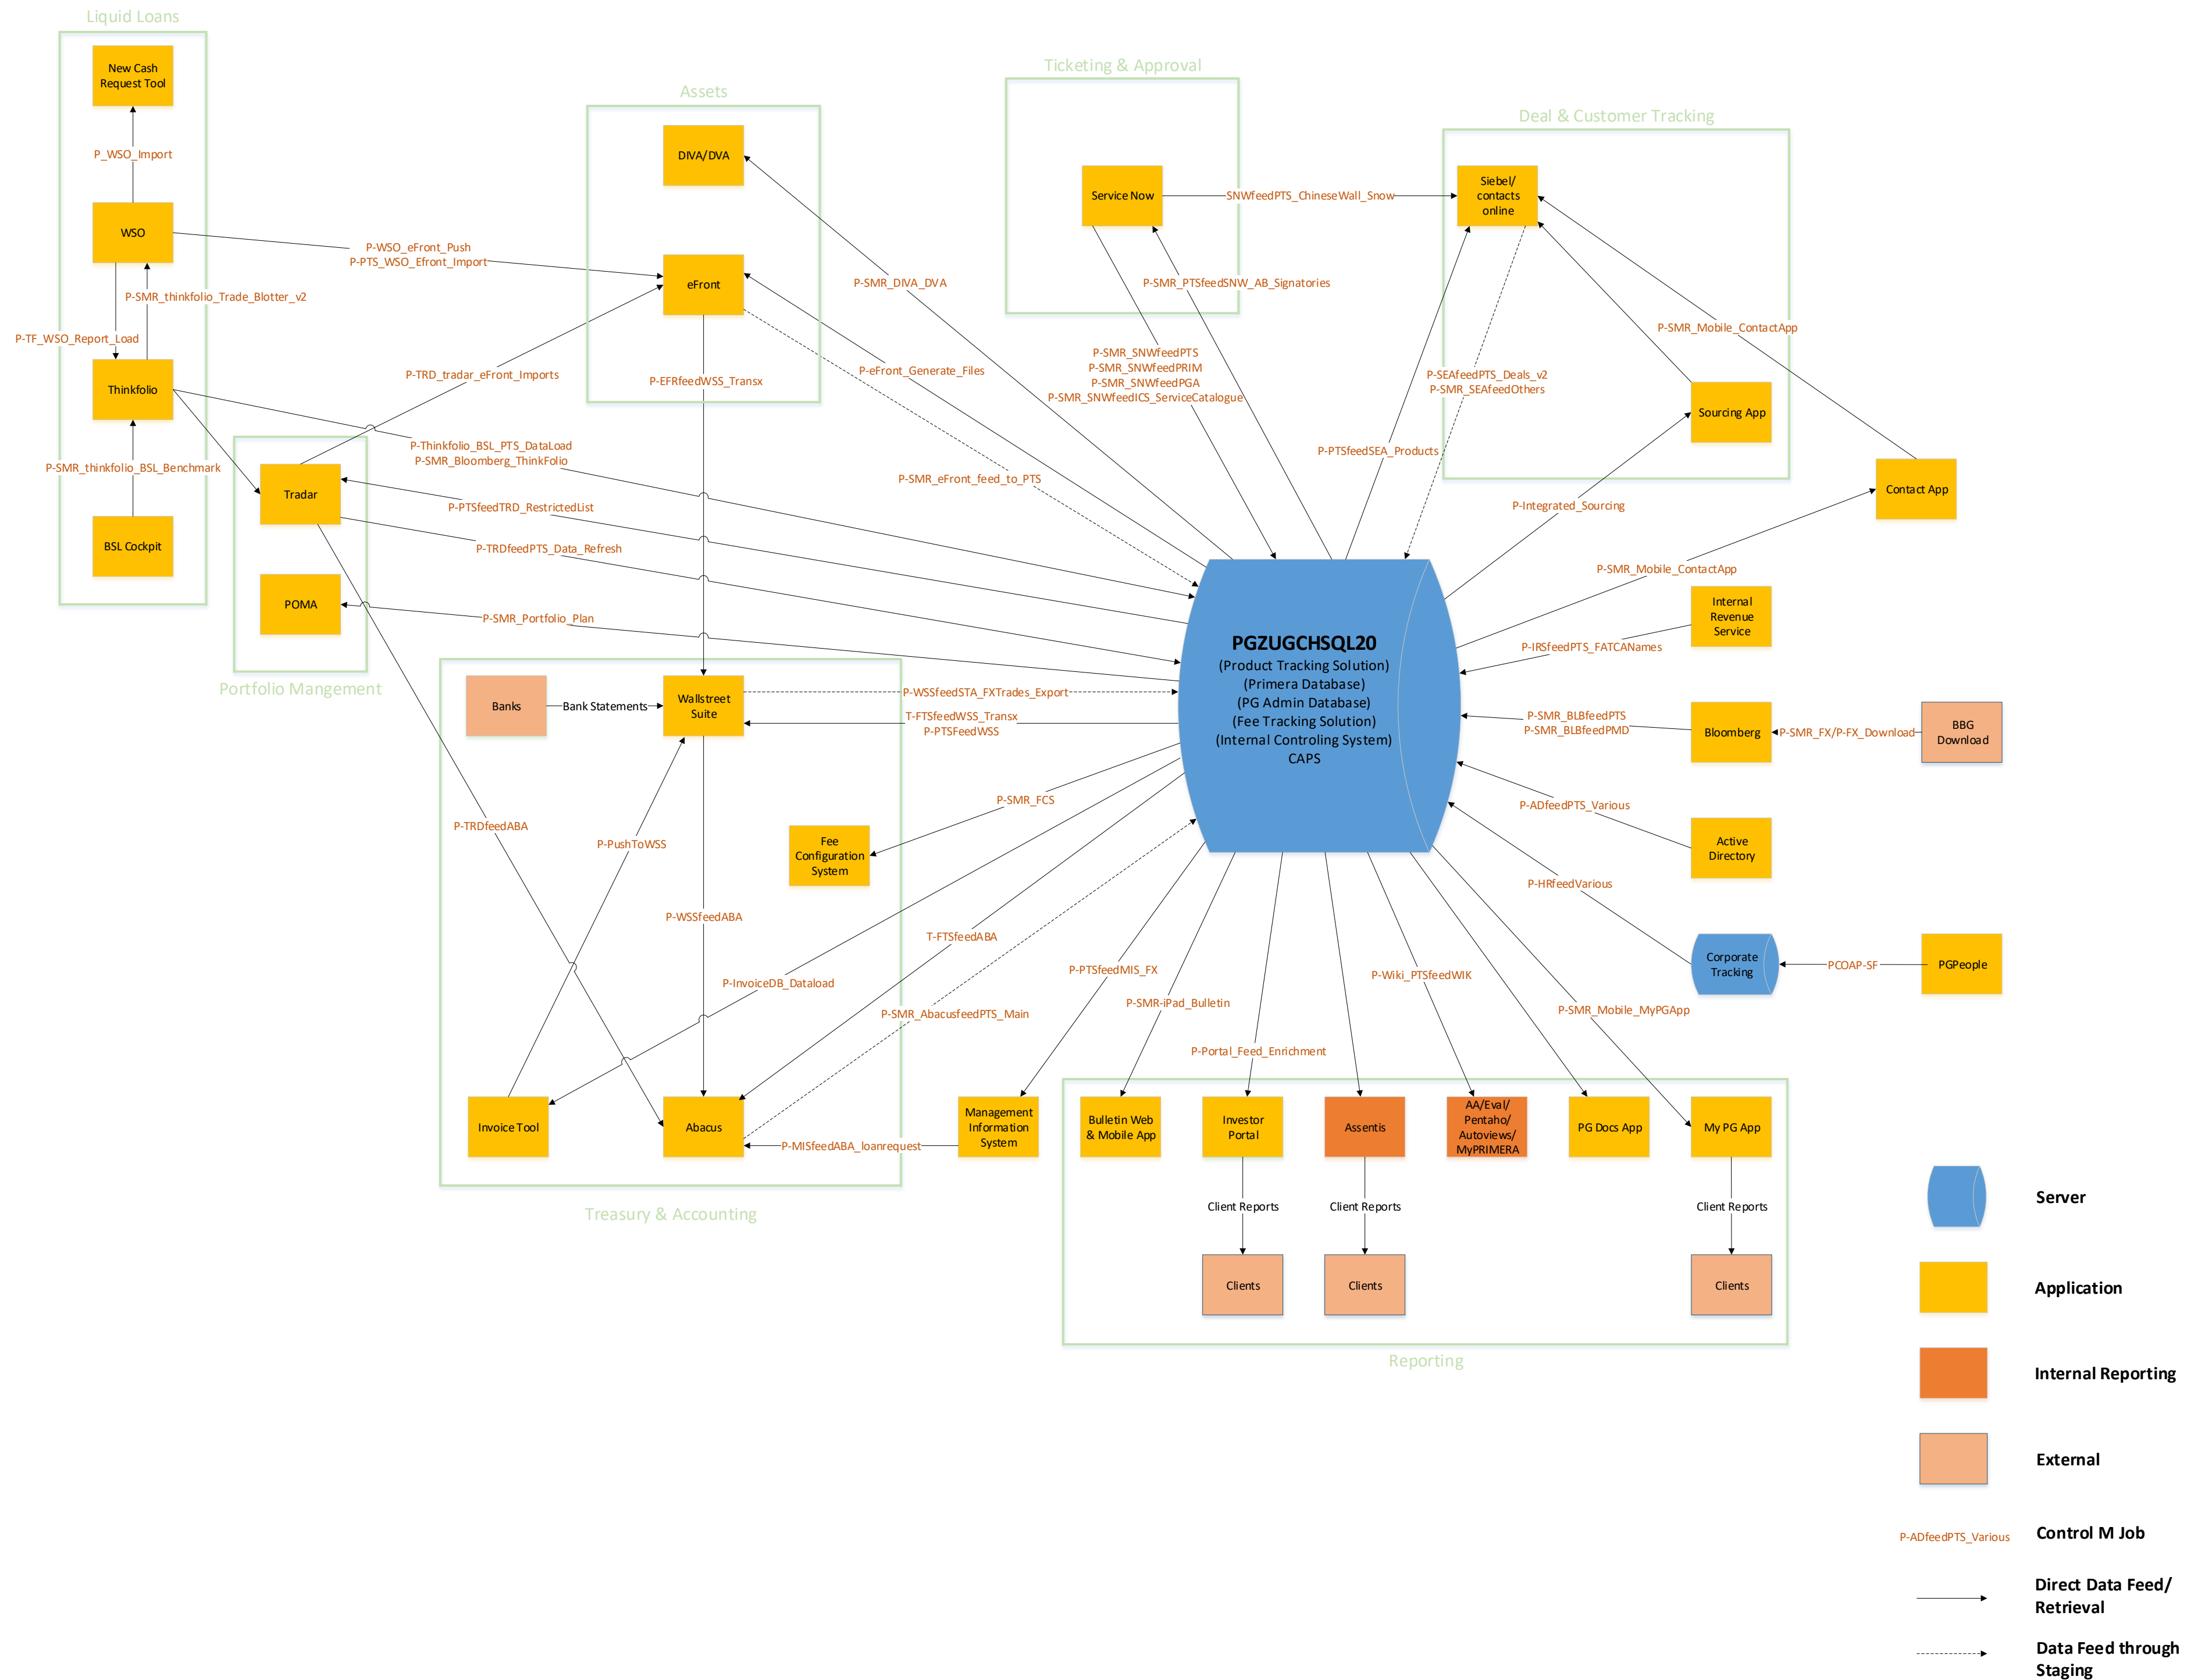 Liquid Loans
New Cash
Request Tool
P_WSO_Import
WSO
P-SMR_thinkfolio_Trade_Blotter_v2
P-TF_WSO_Report_Load
Thinkfolio
P-SMR_thinkfolio_BSL_Benchmark
BSL Cockpit
P-WSO_eFront_Push
P-PTS_WSO_Efront_Import
P-TRD_tradar_eFront_Imports
P-Thinkfolio_BSL_PTS_DataLoad
P-SMR_Bloomberg_ThinkFolio
Tradar
POMA
Portfolio Mangement
P-PTSfeedTRD_RestrictedList
P-TRDfeedPTS_Data_Refresh
P-SMR_Portfolio_Plan
Assets
DIVA/DVA
eFront
P-EFRfeedWSS_Transx
P-SMR_DIVA_DVA
P-eFront_Generate_Files
P-SMR_eFront_feed_to_PTS
Ticketing & Approval
Service Now
SNWfeedPTS_ChineseWall_Snow
P-SMR_PTSfeedSNW_AB_Signatories
P-SMR_SNWfeedPTS
P-SMR_SNWfeedPRIM
P-SMR_SNWfeedPGA
P-SMR_SNWfeedICS_ServiceCatalogue
Deal & Customer Tracking
Siebel/
contacts
online
P-SMR_Mobile_ContactApp
P-SEAfeedPTS_Deals_v2
P-SMR_SEAfeedOthers
Sourcing App
P-PTSfeedSEA_Products
Contact App
P-Integrated_Sourcing
P-SMR_Mobile_ContactApp
Internal
Revenue
Service
P-IRSfeedPTS_FATCANames
PGZUGCHSQL20
(Product Tracking Solution)
(Primera Database)
(PG Admin Database)
(Fee Tracking Solution)
(Internal Controling System)
CAPS
P-SMR_BLBfeedPTS
P-SMR_BLBfeedPMD
Bloomberg
P-SMR_FX/P-FX_Download
BBG
Download
P-ADfeedPTS_Various
Active
Directory
P-HRfeedVarious
Corporate
Tracking
PCOAP-SF
PGPeople
Banks
Bank Statements
Wallstreet
Suite
P-WSSfeedSTA_FXTrades_Export
T-FTSfeedWSS_Transx
P-PTSFeedWSS
P-SMR_FCS
Fee
Configuration
System
P-TRDfeedABA
P-PushToWSS
P-WSSfeedABA
T-FTSfeedABA
P-InvoiceDB_Dataload
P-SMR_AbacusfeedPTS_Main
Invoice Tool
Abacus
P-MISfeedABA_loanrequest
Treasury & Accounting
Management
Information
System
P-PTSfeedMIS_FX
P-SMR-iPad_Bulletin
P-Portal_Feed_Enrichment
P-Wiki_PTSfeedWIK
P-SMR_Mobile_MyPGApp
Bulletin Web
& Mobile App
Investor
Portal
Assentis
AA/Eval/
Pentaho/
Autoviews/
MyPRIMERA
PG Docs App
My PG App
Client Reports
Client Reports
Client Reports
Clients
Clients
Clients
Reporting
Server
Application
Internal Reporting
External
P-ADfeedPTS_Various
Control M Job
Direct Data Feed/
Retrieval
Data Feed through
Staging